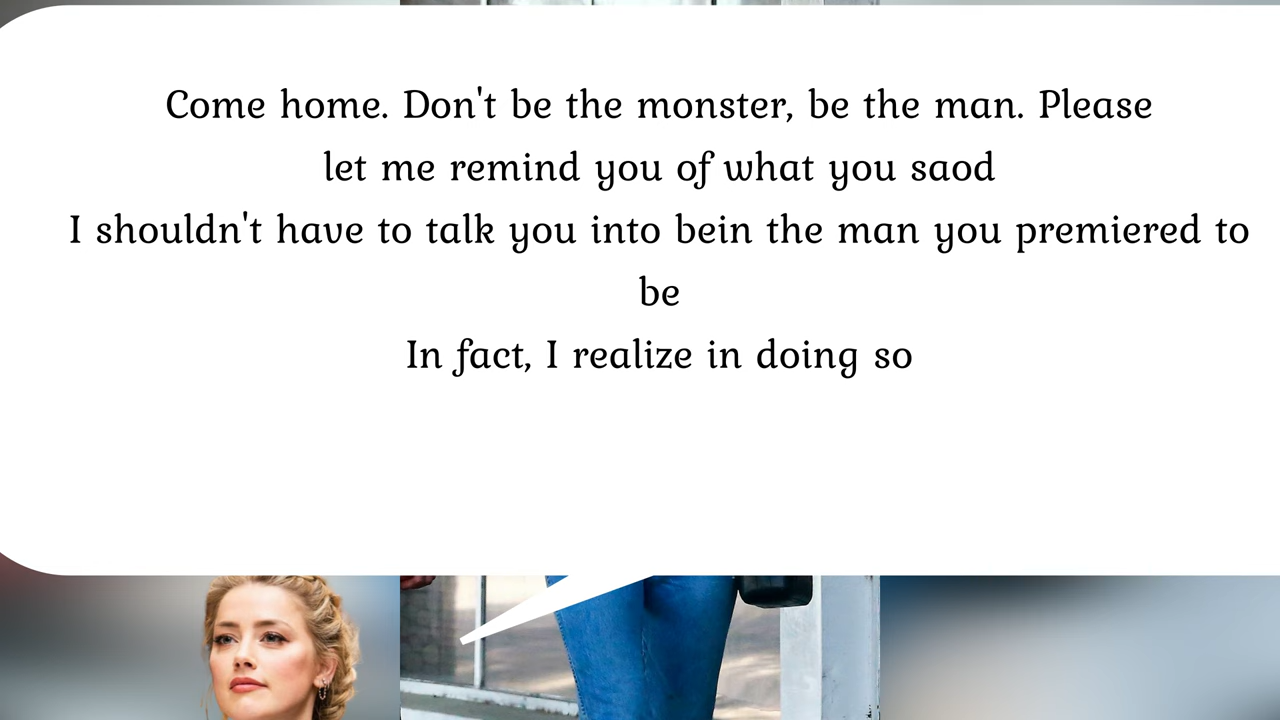 Come home. Don't be the monster, be the man. Please
let me remind you of what you saod
I shouldn't have to talk you into bein the man you premiered to
be
In fact, I realize in doing so